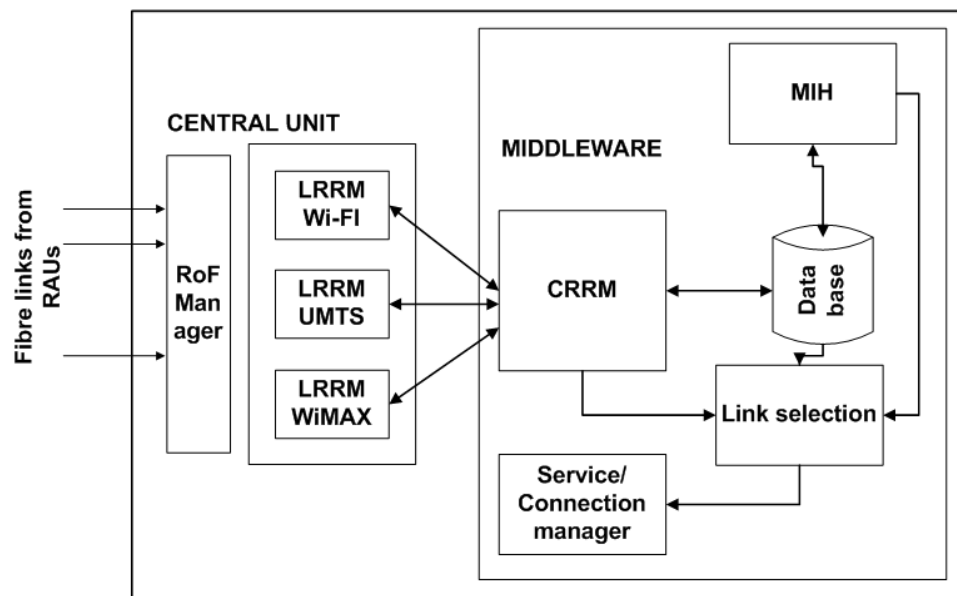 Fibre links from
RAUs
CENTRAL UNIT
RoF
Man
ager
LRRM
Wi-FI
LRRM
UMTS
LRRM
WiMAX
MIDDLEWARE
MIH
CRRM
Data
base
Link selection
Service/
Connection
manager